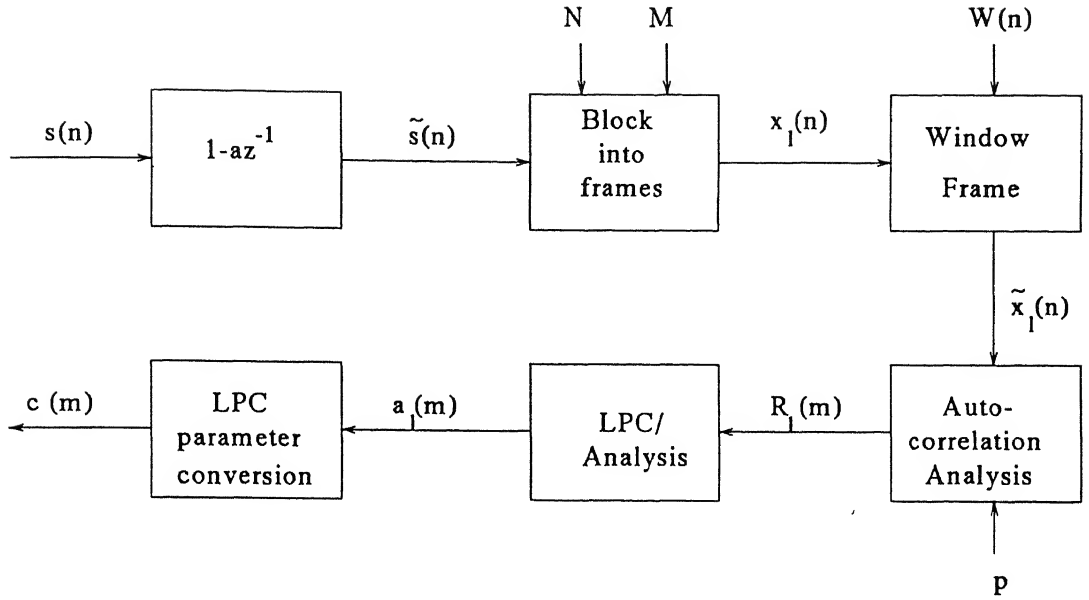 N M W(n)
s(n) 1-az^-1 s̃(n) Block into frames x_l(n) Window Frame
x̃_l(n)
c (m) LPC parameter conversion a_l(m) LPC/ Analysis R_l(m) Auto- correlation Analysis
p